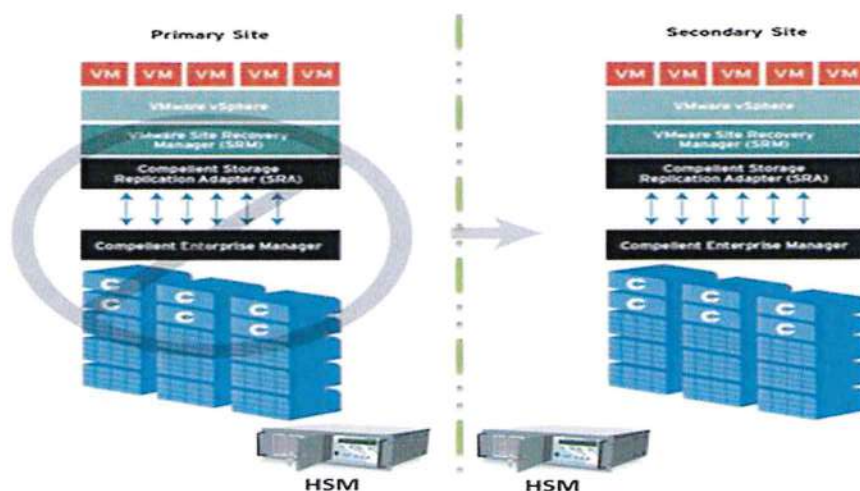 Primary Site
VM VM VM VM VM
VMware vSphere
VMware Site Recovery
Manager (SRM)
Compellent Storage
Replication Adapter (SRA)
Compellent Enterprise Manager
C
C
C
C
C
C
HSM
Secondary Site
VM VM VM VM VM
VMware vSphere
VMware Site Recovery
Manager (SRM)
Compellent Storage
Replication Adapter (SRA)
Compellent Enterprise Manager
C
C
C
C
C
C
HSM